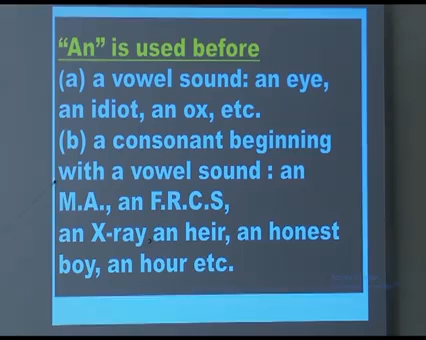 “An” is used before
(a) a vowel sound: an eye,
an idiot, an ox, etc.
(b) a consonant beginning
with a vowel sound : an
M.A., an F.R.C.S,
an X-ray, an heir, an honest
boy, an hour etc.